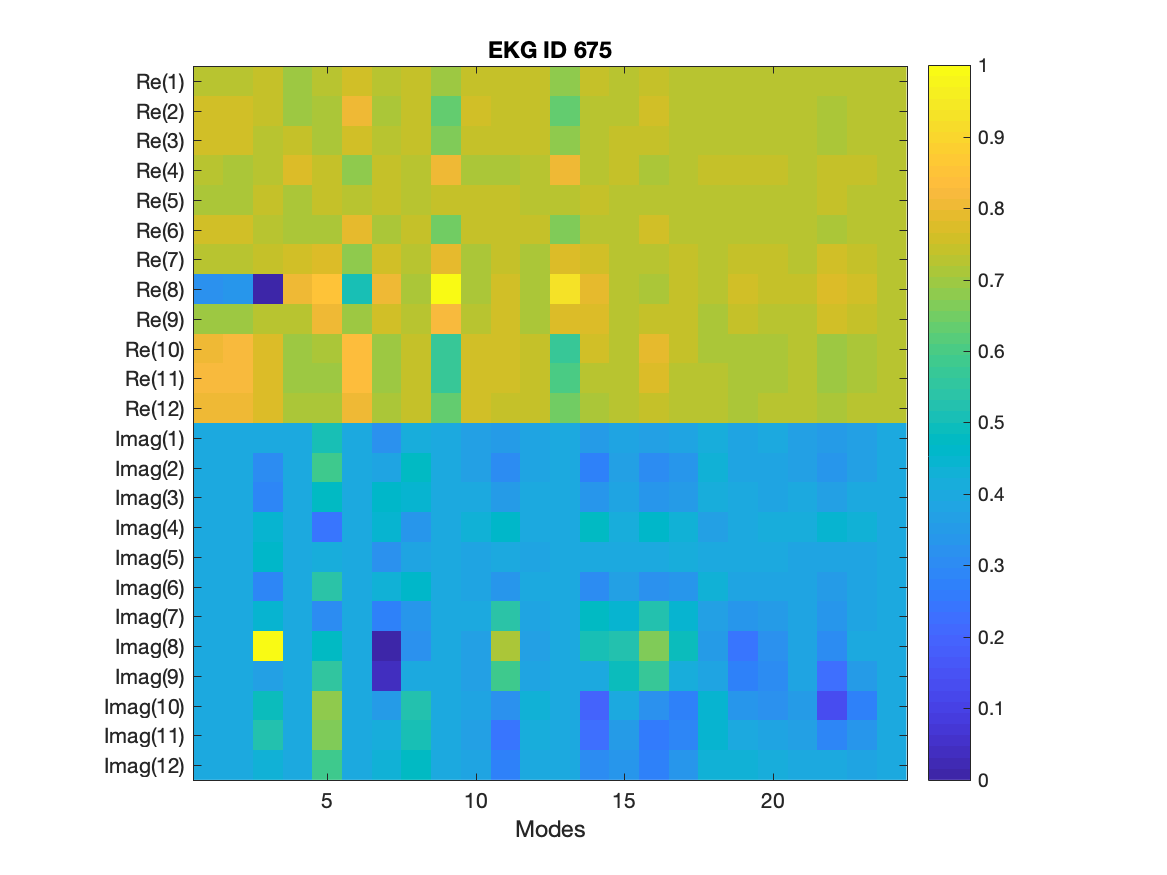 EKG ID 675
Re(1)
Re(2)
Re(3)
Re(4)
Re(5)
Re(6)
Re(7)
Re(8)
Re(9)
Re(10)
Re(11)
Re(12)
Imag(1)
Imag(2)
Imag(3)
Imag(4)
Imag(5)
Imag(6)
Imag(7)
Imag(8)
Imag(9)
Imag(10)
Imag(11)
Imag(12)
5 10 15 20
Modes
1
0.9
0.8
0.7
0.6
0.5
0.4
0.3
0.2
0.1
0